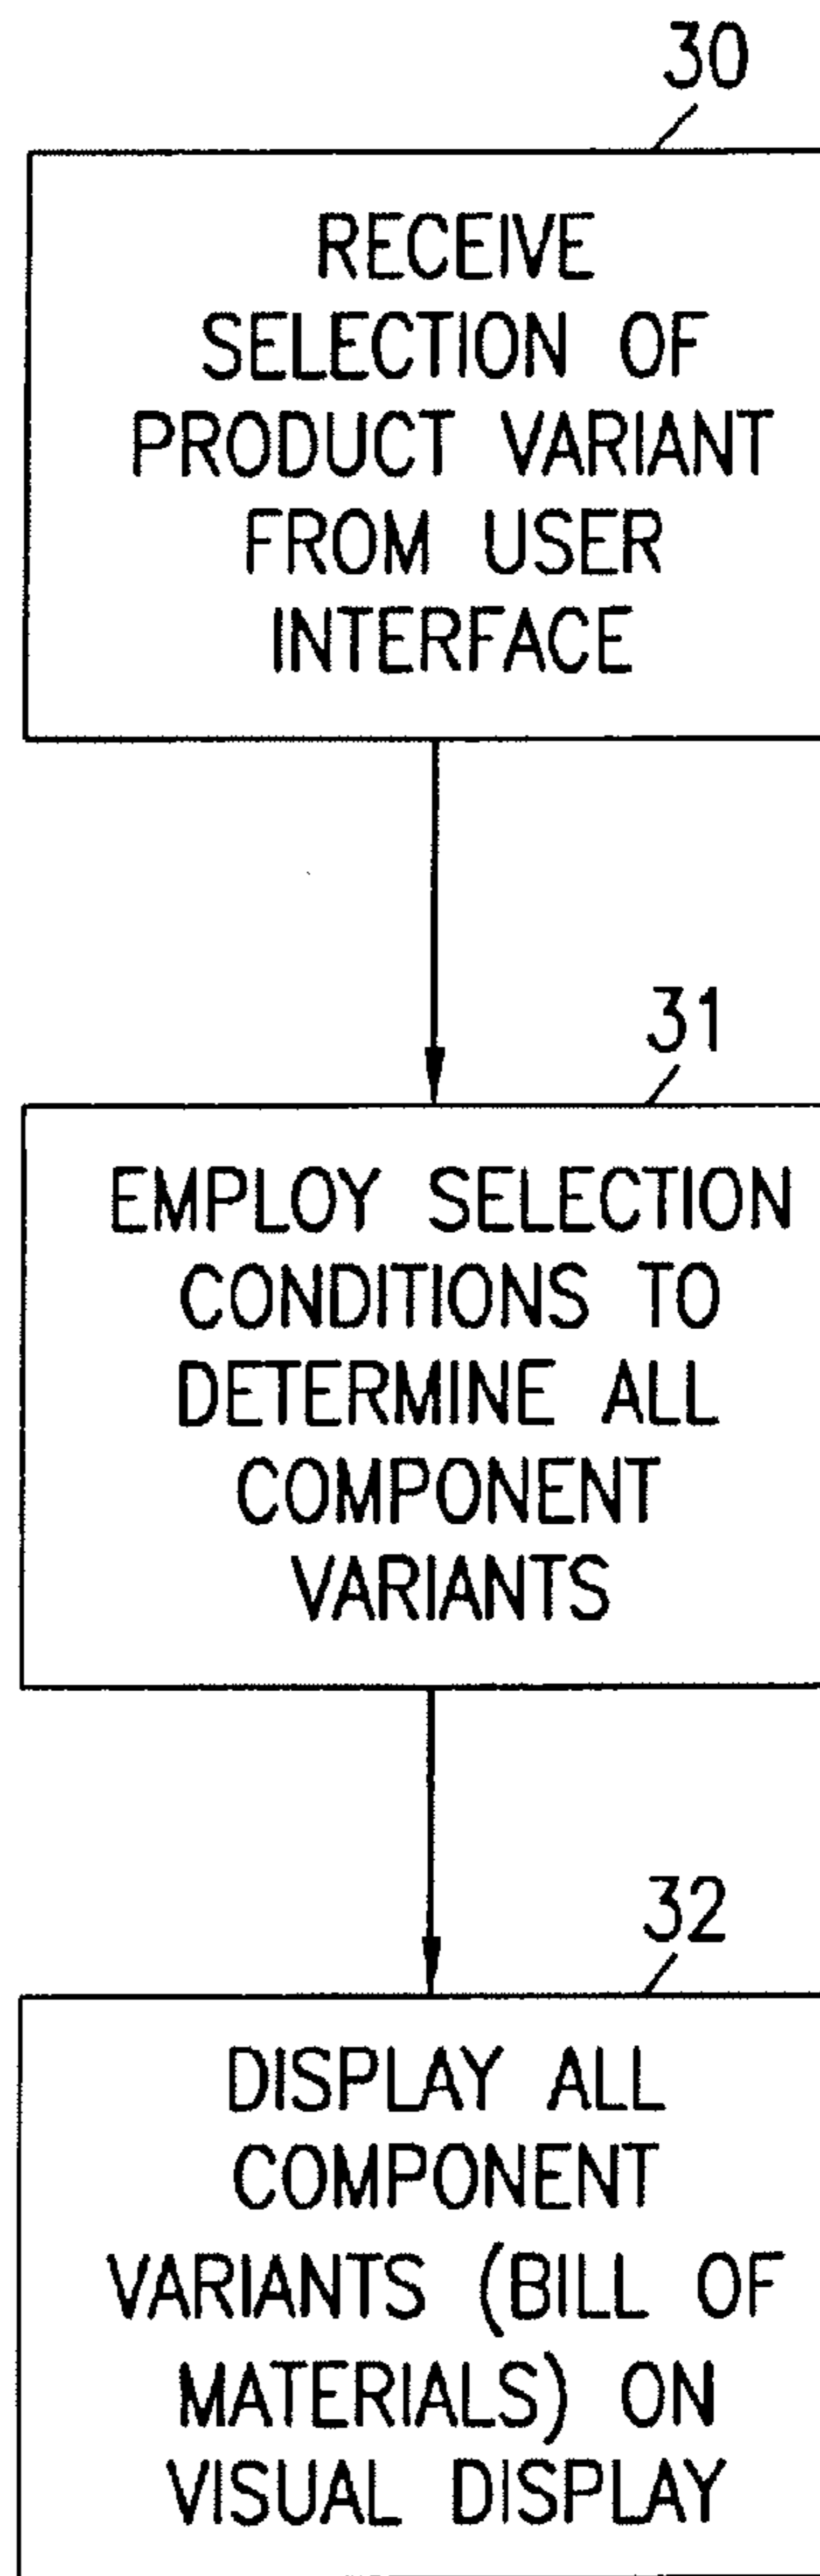 30
RECEIVE
SELECTION OF
PRODUCT VARIANT
FROM USER
INTERFACE
31
EMPLOY SELECTION
CONDITIONS TO
DETERMINE ALL
COMPONENT
VARIANTS
32
DISPLAY ALL
COMPONENT
VARIANTS (BILL OF
MATERIALS) ON
VISUAL DISPLAY